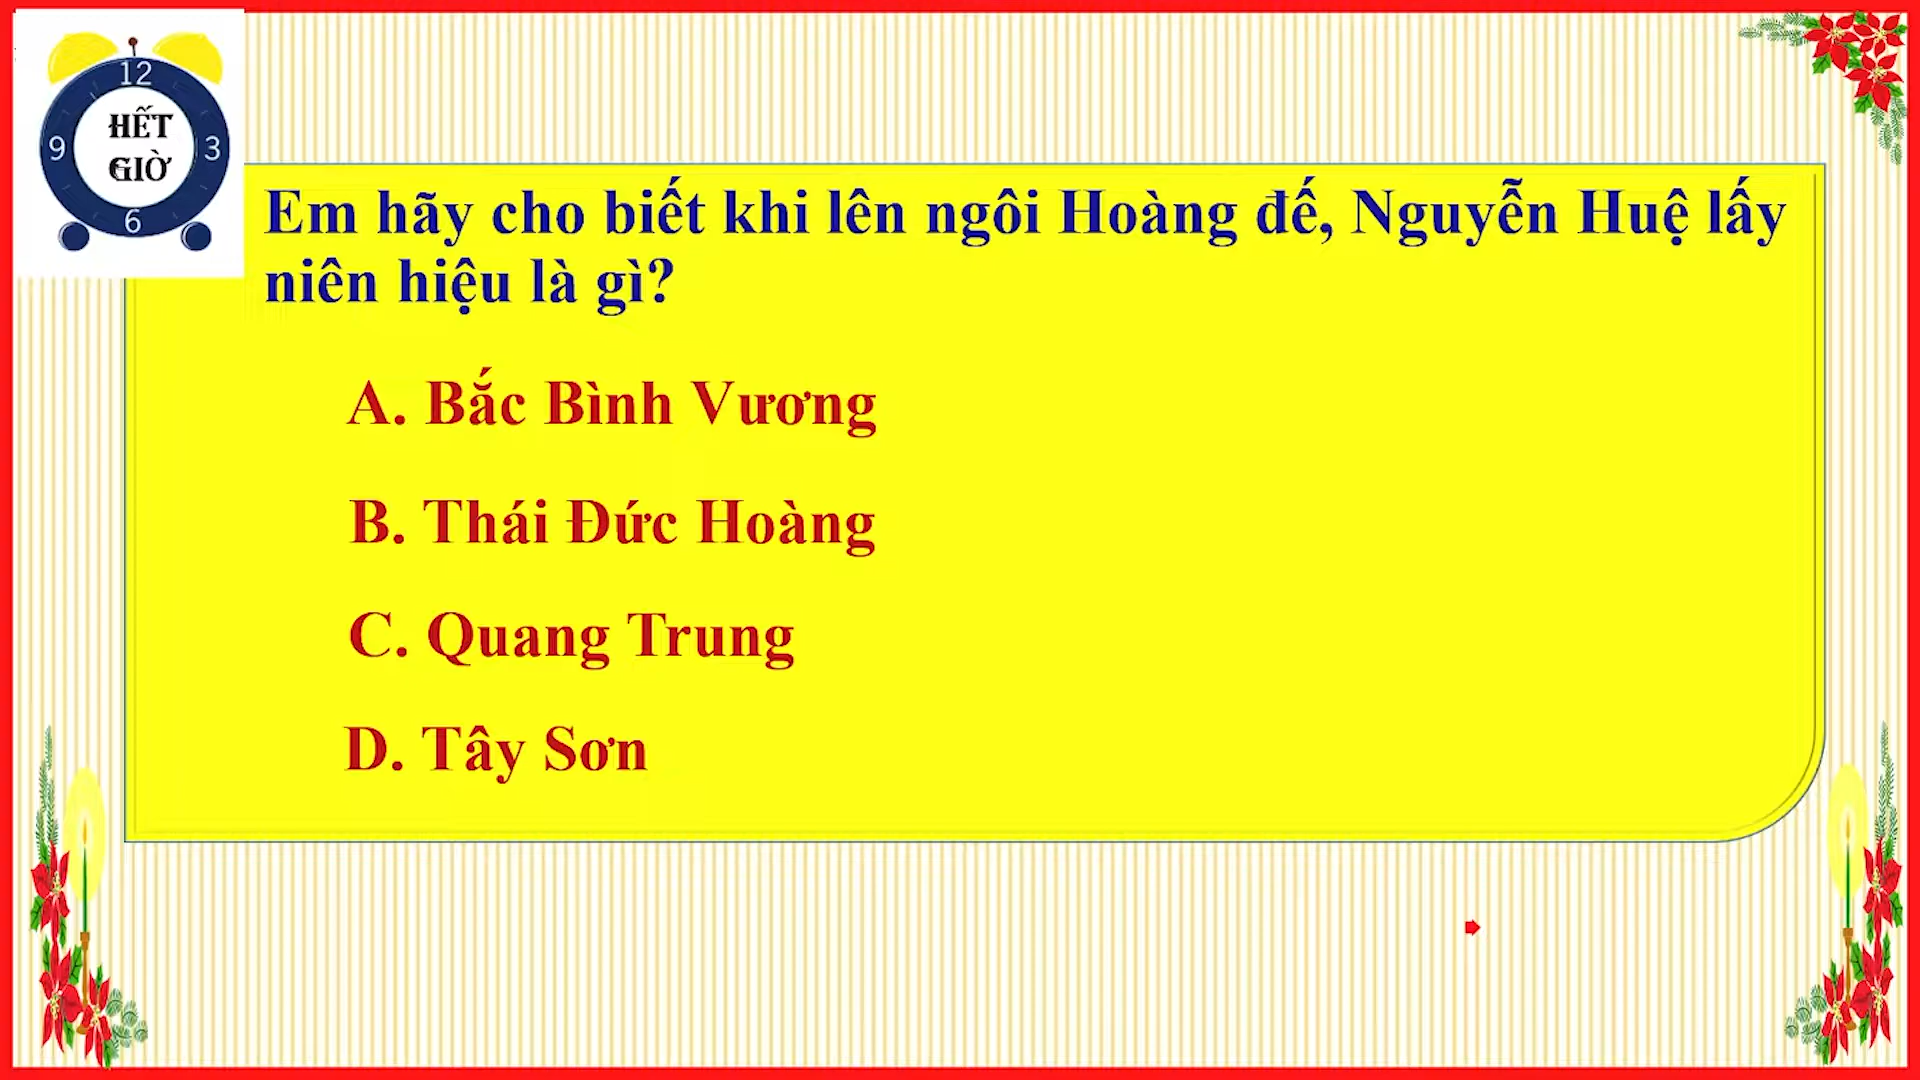 12
9
HẾT
GIỜ
3
6
Em hãy cho biết khi lên ngôi Hoàng đế, Nguyễn Huệ lấy
niên hiệu là gì?
A. Bắc Bình Vương
B. Thái Đức Hoàng
C. Quang Trung
D. Tây Sơn